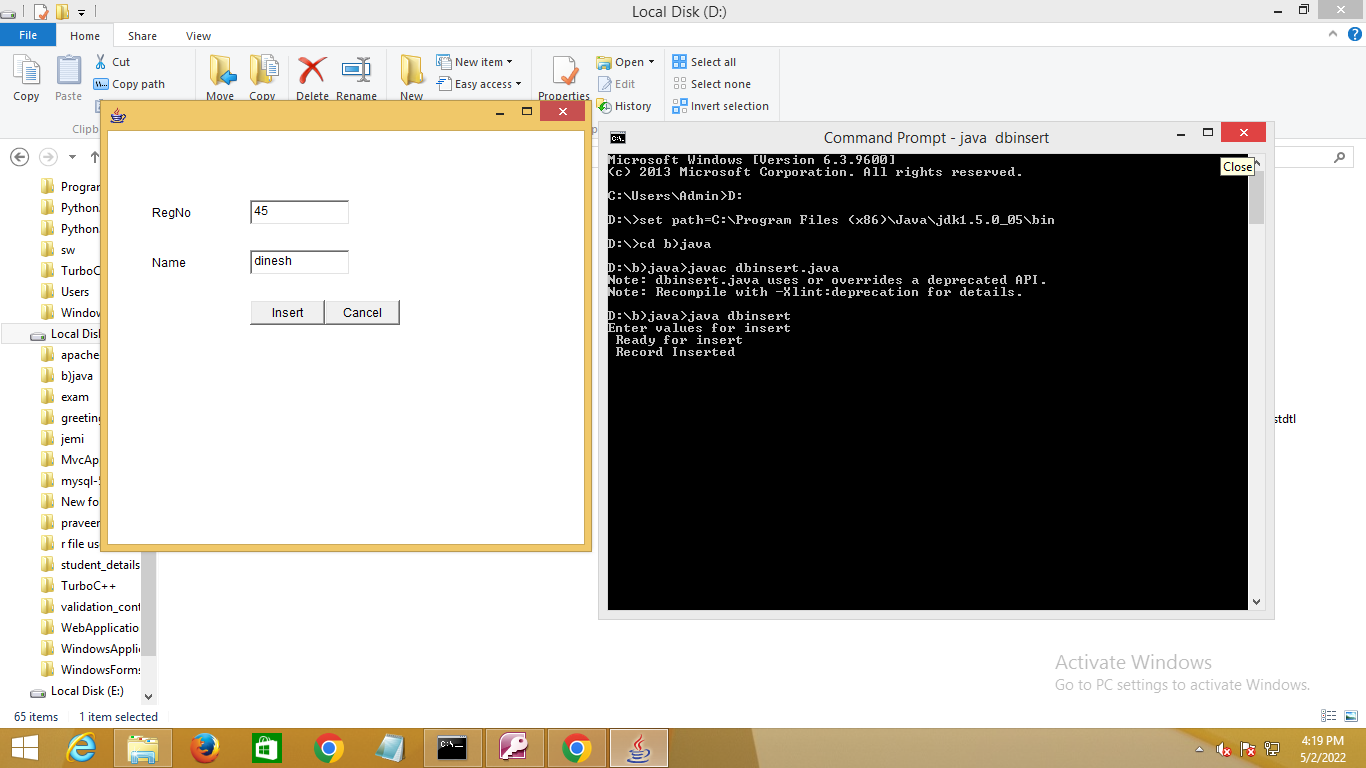 Local Disk (D:)
File Home Share View
Copy
Paste
Cut
Copy path
Move
Copy
Delete
Rename
New
New item
Easy access
Properties
Open
Edit
History
Select all
Select none
Invert selection
Clipb
Program
Python
Python
sw
TurboC
Users
Window
Local Disk
apache
b)java
exam
greeting
jemi
MvcAp
mysql-5
New fo
praveen
r file us
student_details
TurboC++
validation_cont
WebApplicatio
WindowsApplic
WindowsForms
Local Disk (E:)
65 items 1 item selected
RegNo 45
Name dinesh
Insert Cancel
Command Prompt - java dbinsert
Close
Microsoft Windows [Version 6.3.9600]
(c) 2013 Microsoft Corporation. All rights reserved.
C:\Users\Admin>D:
D:\>set path=C:\Program Files (x86)\Java\jdk1.5.0_05\bin
D:\>cd b)java
D:\b)java>javac dbinsert.java
Note: dbinsert.java uses or overrides a deprecated API.
Note: Recompile with -Xlint:deprecation for details.
D:\b)java>java dbinsert
Enter values for insert
Ready for insert
Record Inserted
stdtl
Activate Windows
Go to PC settings to activate Windows.
4:19 PM
5/2/2022